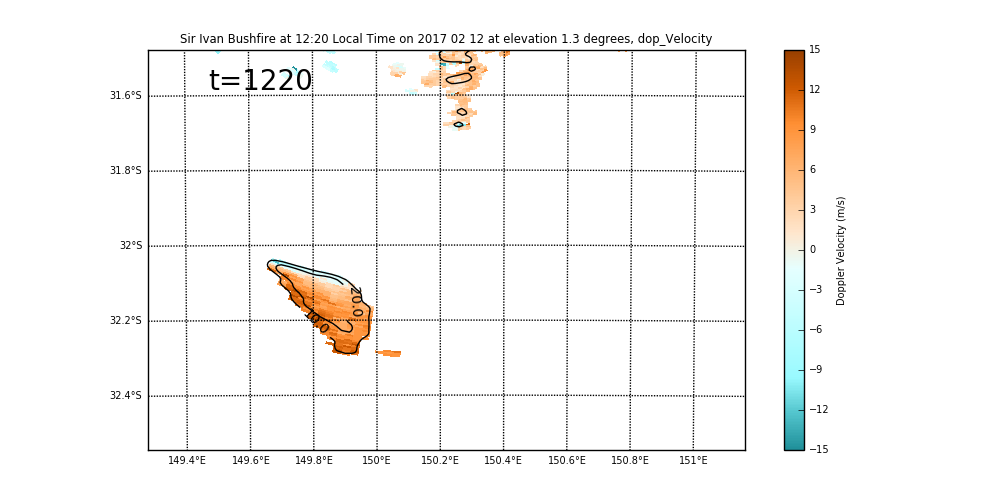 Sir Ivan Bushfire at 12:20 Local Time on 2017 02 12 at elevation 1.3 degrees, dop_Velocity
t=1220
31.6°S
31.8°S
32°S
32.2°S
32.4°S
20.0
149.4°E 149.6°E 149.8°E 150°E 150.2°E 150.4°E 150.6°E 150.8°E 151°E
15
12
9
6
3
0
−3
−6
−9
−12
−15
Doppler Velocity (m/s)